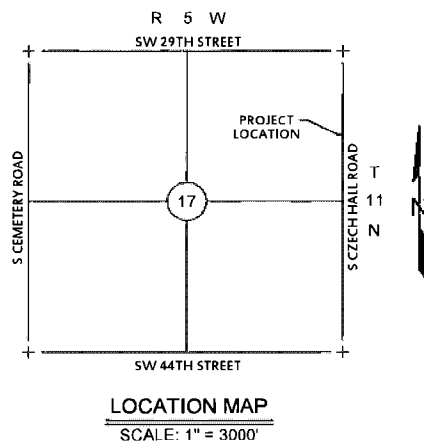 R 5 W
SW 29TH STREET
PROJECT
LOCATION
S CEMETERY ROAD
17
S CZECH HALL ROAD
T
11
N
N
SW 44TH STREET
LOCATION MAP
SCALE: 1" = 3000'